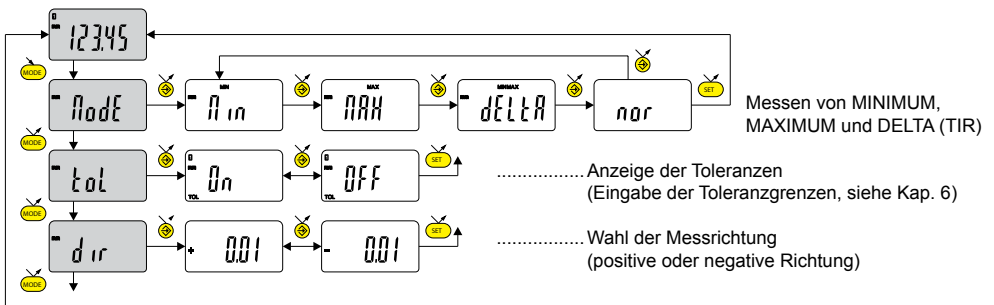 123.45
MODE
ModE
MIN
Min
MAX
MAX
MINMAX
dELtA
nor
SET
Messen von MINIMUM,
MAXIMUM und DELTA (TIR)
MODE
tol
TOL
On
TOL
OFF
SET
..................Anzeige der Toleranzen
(Eingabe der Toleranzgrenzen, siehe Kap. 6)
MODE
dir
+ 0.01
- 0.01
SET
..................Wahl der Messrichtung
(positive oder negative Richtung)
MODE